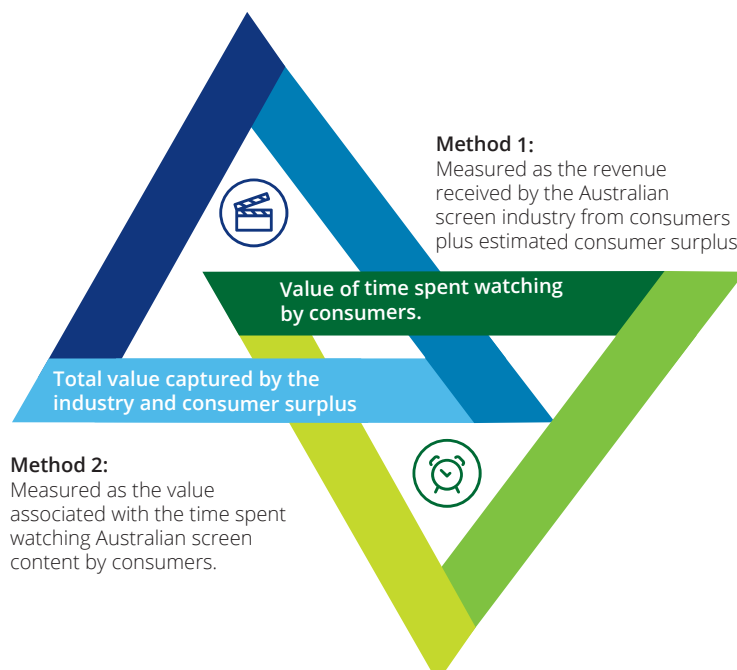 Method 1:
Measured as the revenue
received by the Australian
screen industry from consumers
plus estimated consumer surplus
Value of time spent watching
by consumers.
Total value captured by the
industry and consumer surplus
Method 2:
Measured as the value
associated with the time spent
watching Australian screen
content by consumers.